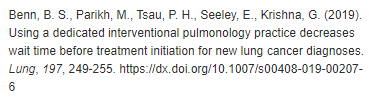 Benn, B. S., Parikh, M., Tsau, P. H., Seeley, E., Krishna, G. (2019).
Using a dedicated interventional pulmonology practice decreases
wait time before treatment initiation for new lung cancer diagnoses.
Lung, 197, 249-255. https://dx.doi.org/10.1007/s00408-019-00207-
6